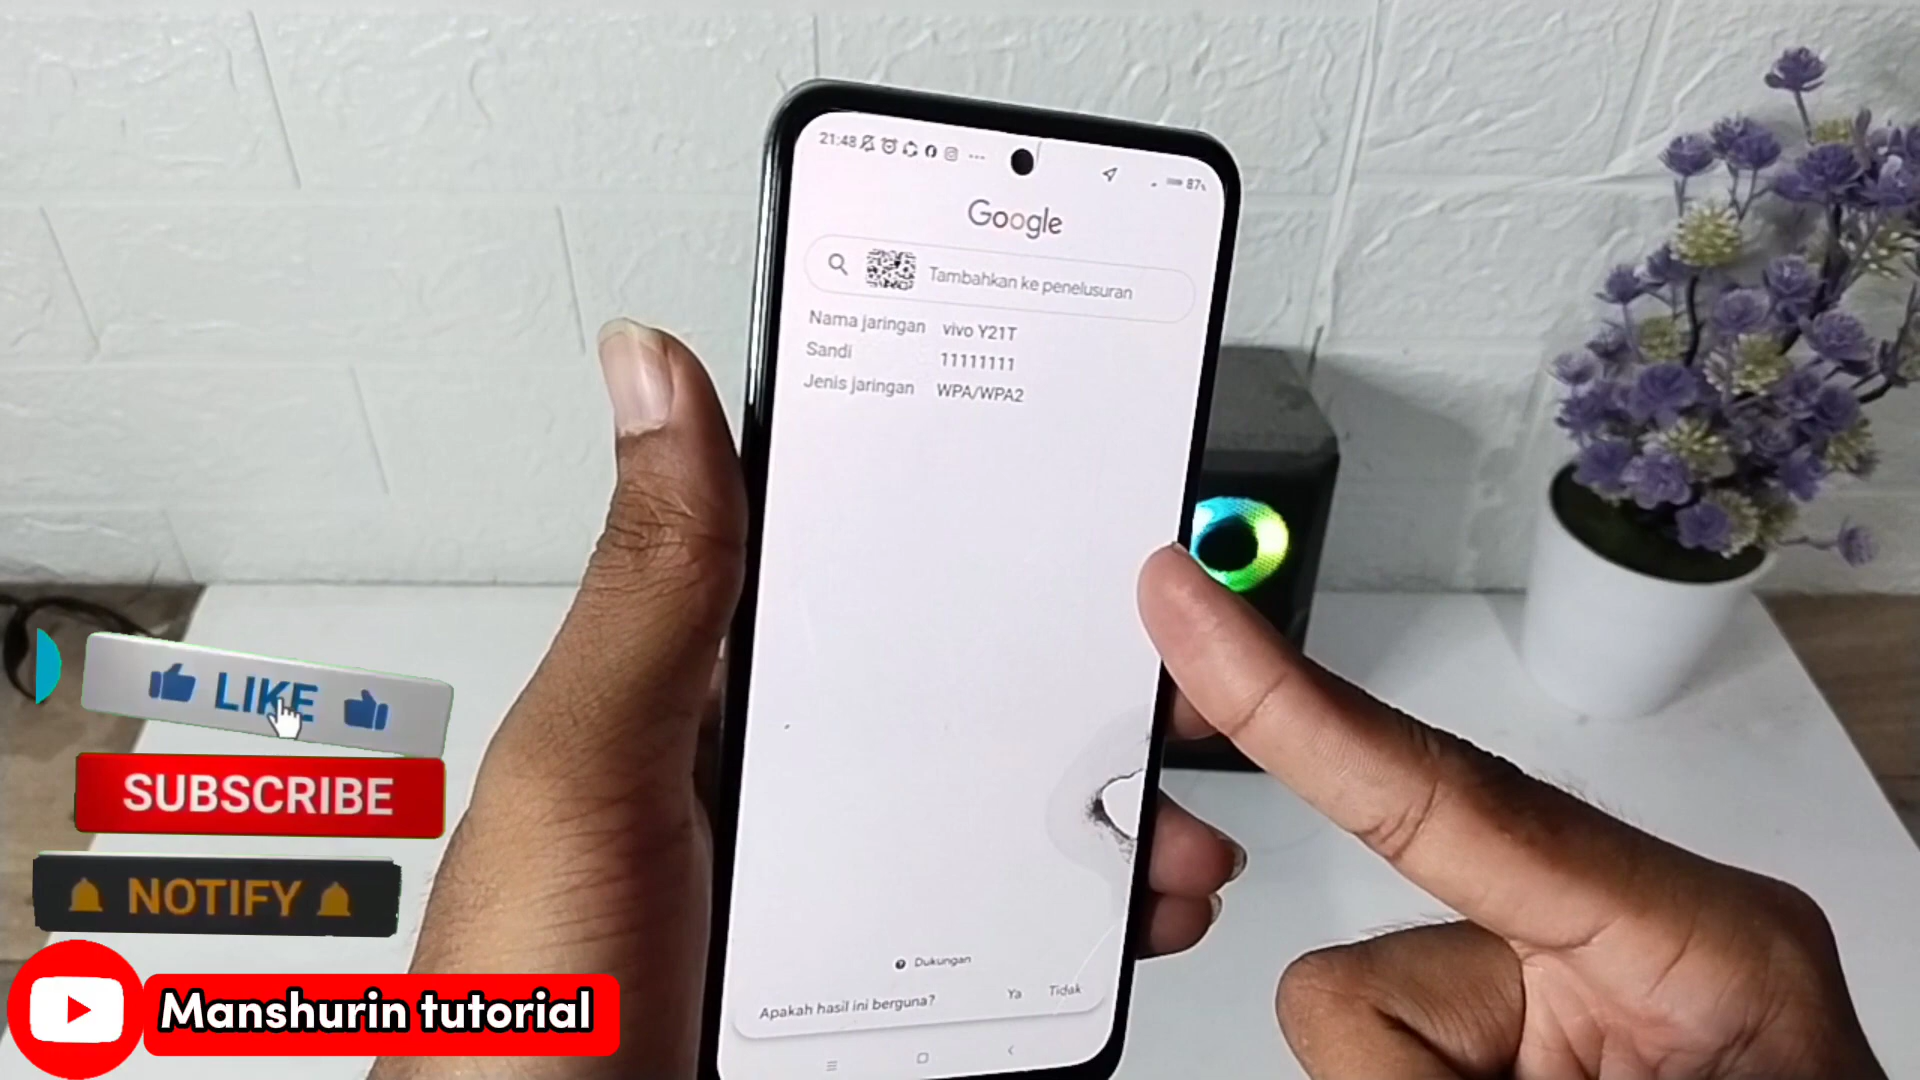 21:48
87%
Google
Tambahkan ke penelusuran
Nama jaringan vivo Y21T
Sandi 11111111
Jenis jaringan WPA/WPA2
LIKE
SUBSCRIBE
NOTIFY
Manshurin tutorial
Dukungan
Apakah hasil ini berguna? Ya Tidak